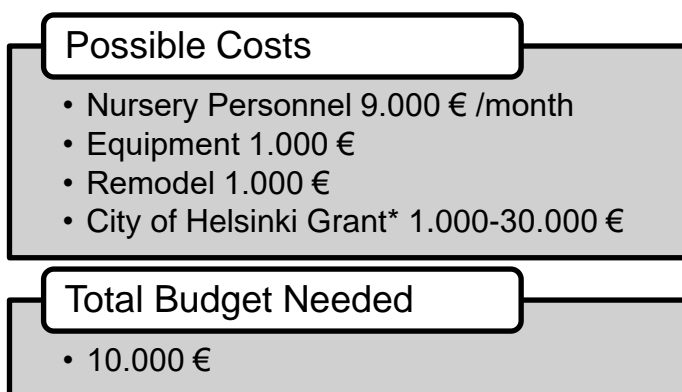 Possible Costs
• Nursery Personnel 9.000 € /month
• Equipment 1.000 €
• Remodel 1.000 €
• City of Helsinki Grant* 1.000-30.000 €
Total Budget Needed
• 10.000 €